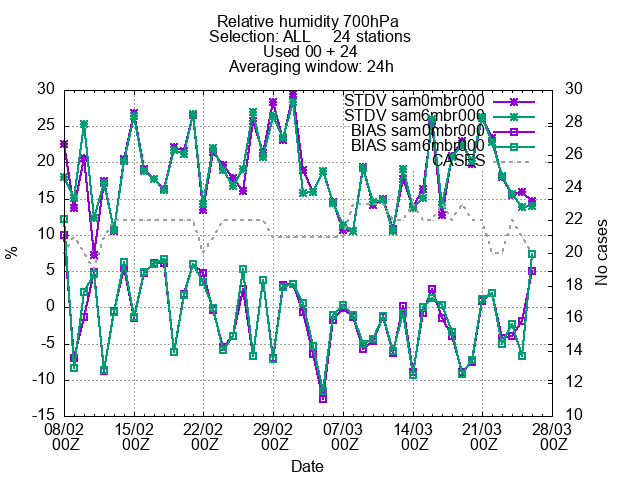 Relative humidity 700hPa
Selection: ALL 24 stations
Used 00 + 24
Averaging window: 24h
30 30
STDV sam0mbr000
STDV sam6mbr000
BIAS sam0mbr000
BIAS sam6mbr000
CASES
25 28
20 26
15 24
10 22
5 20
0 18
-5 16
-10 14
-15 12
10
%
No cases
08/02 15/02 22/02 29/02 07/03 14/03 21/03 28/03
00Z 00Z 00Z 00Z 00Z 00Z 00Z 00Z
Date